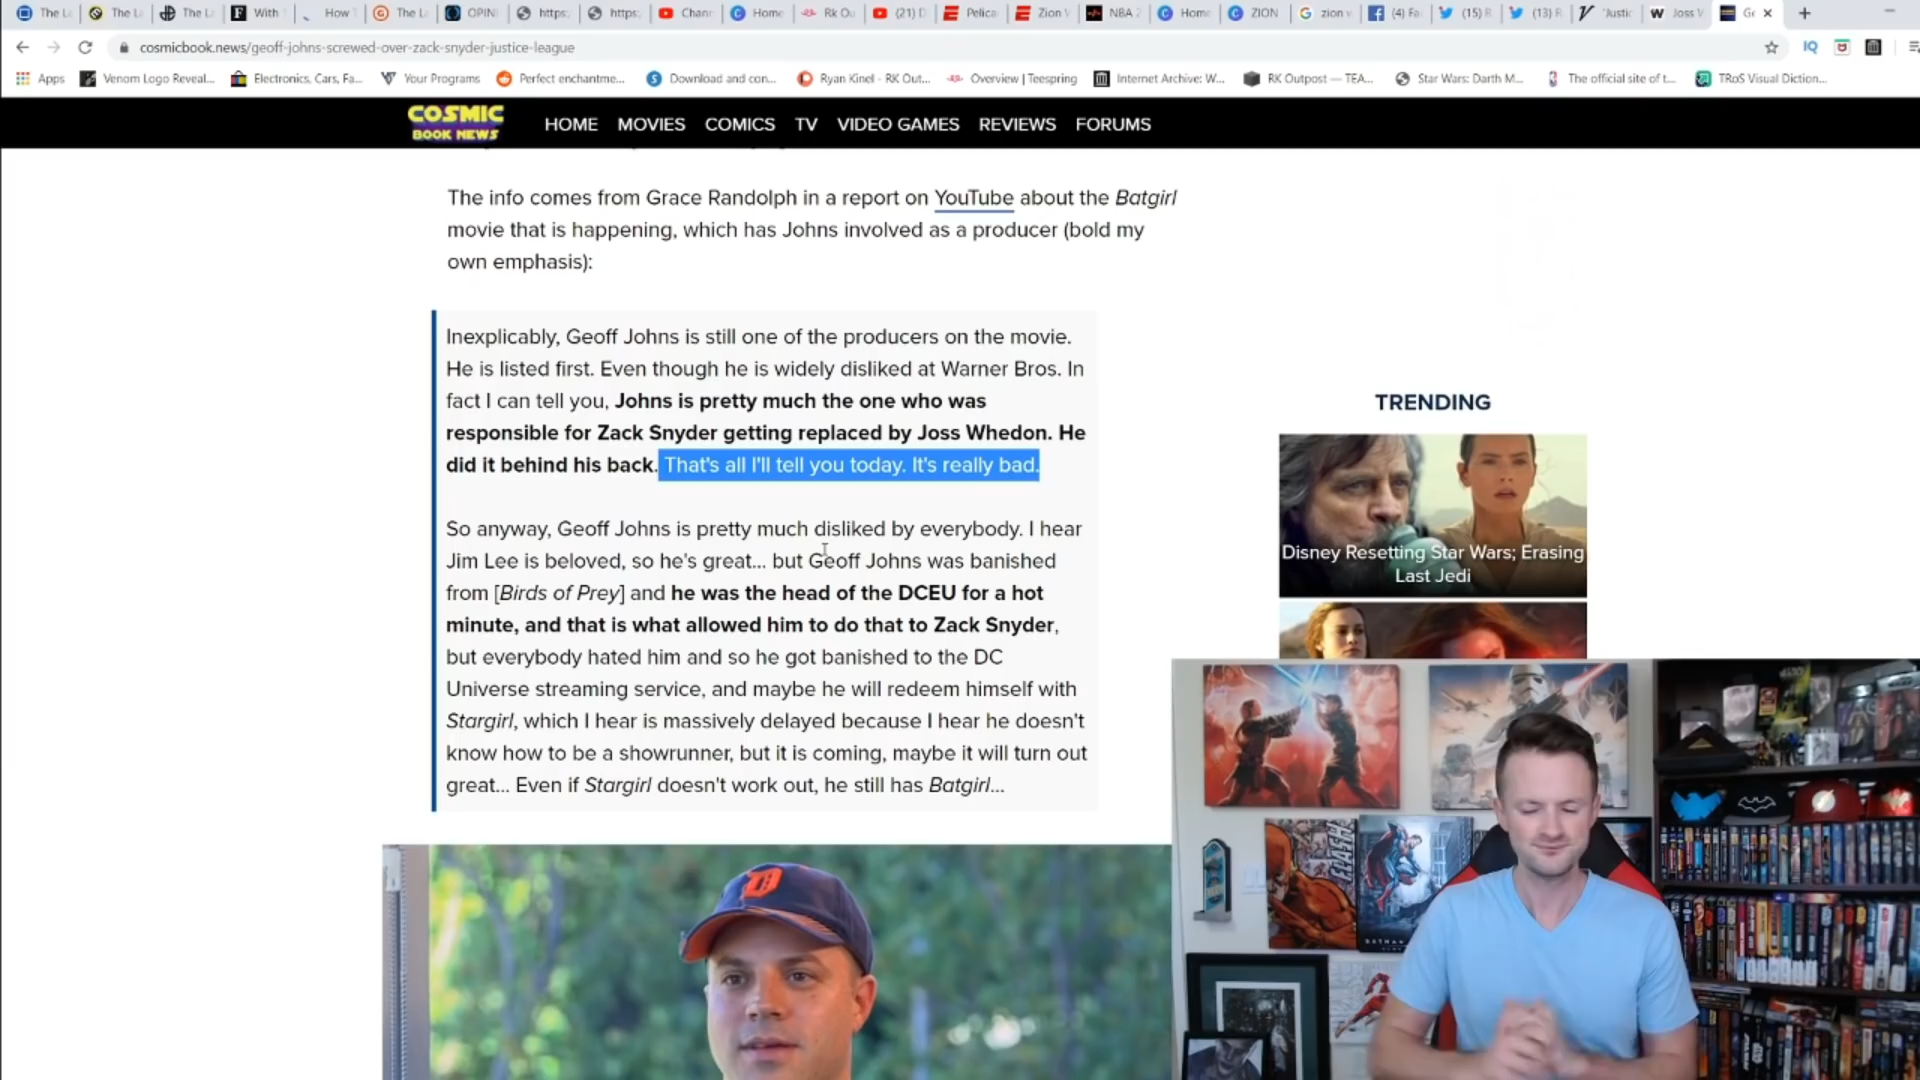 The L
The L
The L
F With
How T
The L
OPINI
https:
https:
Chann
Home
Rk Ou
(21) D
Pelica
Zion V
NBA 2
Home
ZION
zion v
(4) Fa
(15) R
(13) R
"Justic
W Joss V
Ge
cosmicbook.news/geoff-johns-screwed-over-zack-snyder-justice-league
IQ
Apps
Venom Logo Reveal...
Electronics, Cars, Fa...
Your Programs
Perfect enchantme...
Download and con...
Ryan Kinel - RK Out...
Overview | Teespring
Internet Archive: W...
RK Outpost — TEA...
Star Wars: Darth M...
The official site of t...
TRoS Visual Diction...
COSMIC
BOOK NEWS
HOME MOVIES COMICS TV VIDEO GAMES REVIEWS FORUMS
The info comes from Grace Randolph in a report on YouTube about the Batgirl
movie that is happening, which has Johns involved as a producer (bold my
own emphasis):
Inexplicably, Geoff Johns is still one of the producers on the movie.
He is listed first. Even though he is widely disliked at Warner Bros. In
fact I can tell you, Johns is pretty much the one who was
responsible for Zack Snyder getting replaced by Joss Whedon. He
did it behind his back. That's all I'll tell you today. It's really bad.
So anyway, Geoff Johns is pretty much disliked by everybody. I hear
Jim Lee is beloved, so he's great... but Geoff Johns was banished
from [Birds of Prey] and he was the head of the DCEU for a hot
minute, and that is what allowed him to do that to Zack Snyder,
but everybody hated him and so he got banished to the DC
Universe streaming service, and maybe he will redeem himself with
Stargirl, which I hear is massively delayed because I hear he doesn't
know how to be a showrunner, but it is coming, maybe it will turn out
great... Even if Stargirl doesn't work out, he still has Batgirl...
TRENDING
Disney Resetting Star Wars; Erasing
Last Jedi
D
FLASH